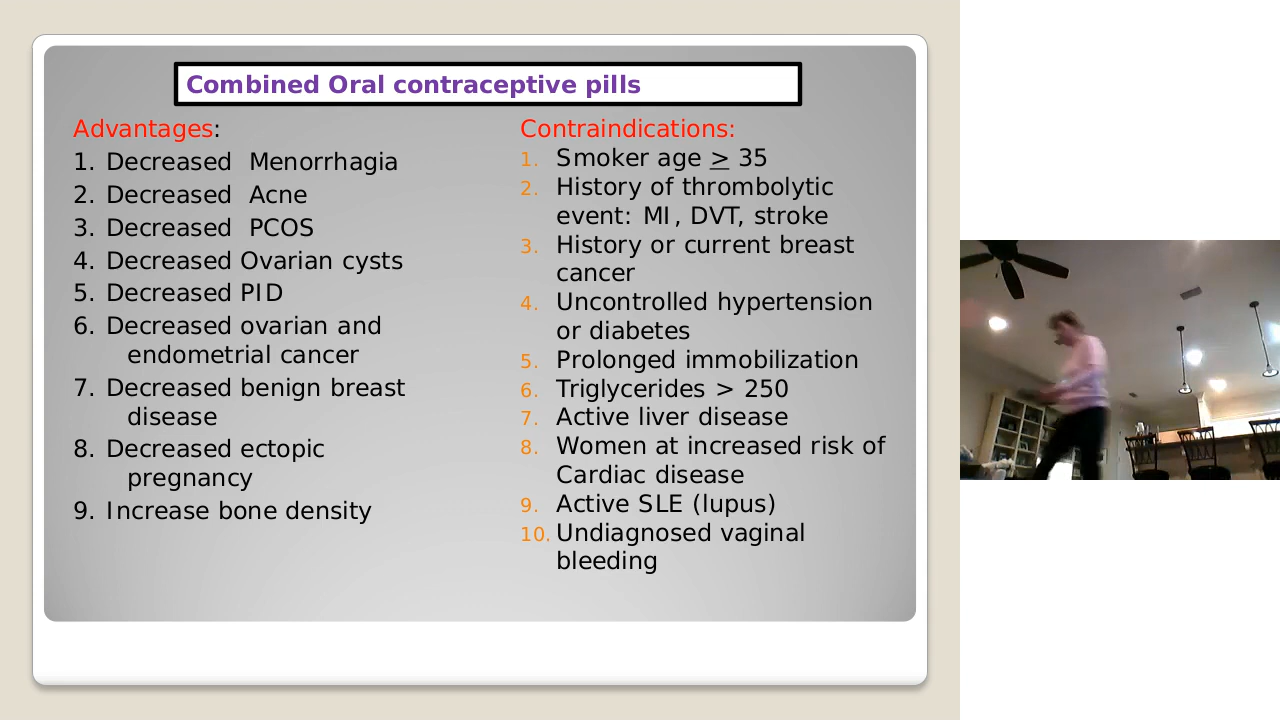 Combined Oral contraceptive pills
Advantages:
1. Decreased Menorrhagia
2. Decreased Acne
3. Decreased PCOS
4. Decreased Ovarian cysts
5. Decreased PID
6. Decreased ovarian and
endometrial cancer
7. Decreased benign breast
disease
8. Decreased ectopic
pregnancy
9. Increase bone density
Contraindications:
1. Smoker age ≥ 35
2. History of thrombolytic
event: MI, DVT, stroke
3. History or current breast
cancer
4. Uncontrolled hypertension
or diabetes
5. Prolonged immobilization
6. Triglycerides > 250
7. Active liver disease
8. Women at increased risk of
Cardiac disease
9. Active SLE (lupus)
10. Undiagnosed vaginal
bleeding